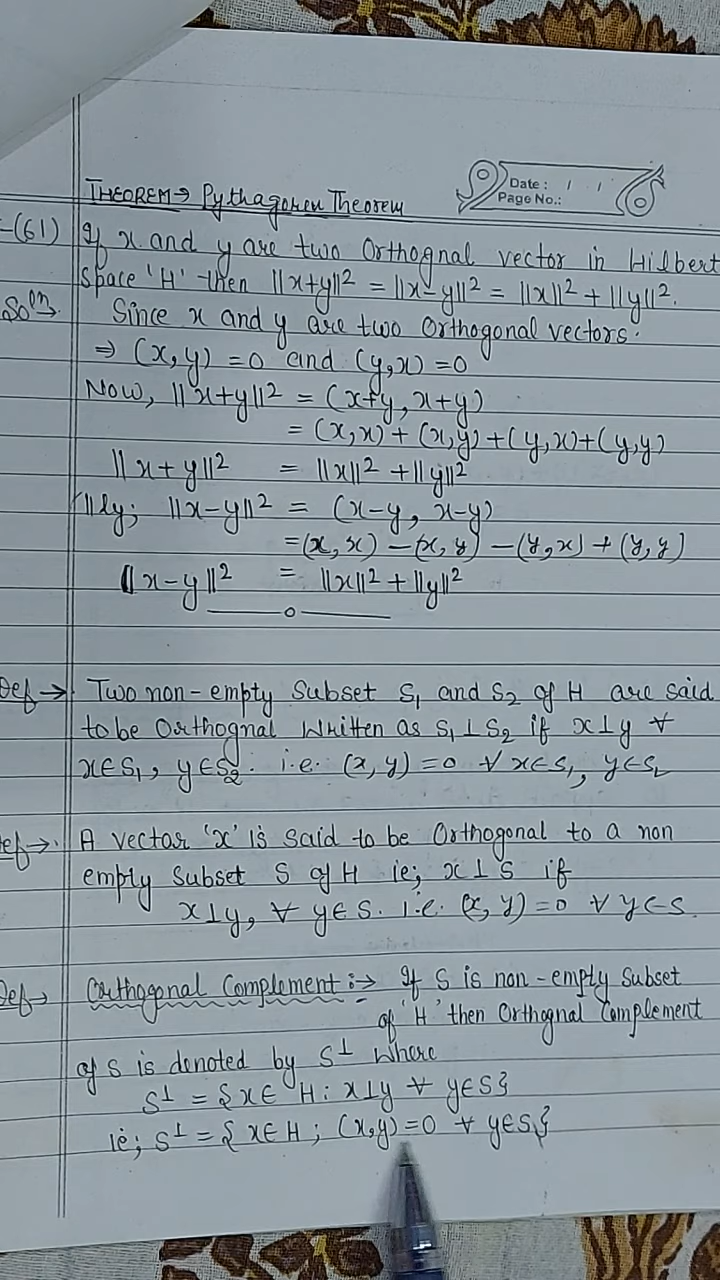 THEOREM→ Pythagoren Theorem
Date : / /
Page No.:
-(61) If x and y are two Orthognal vector in Hilbert
space 'H' then ||x+y||² = ||x-y||² = ||x||² + ||y||².
Solⁿ→ Since x and y are two Orthogonal vectors.
⇒ (x,y) = 0 and (y,x) = 0
Now, ||x+y||² = (x+y, x+y)
= (x,x) + (x,y) + (y,x) + (y,y)
||x+y||² = ||x||² + ||y||²
|||ly; ||x-y||² = (x-y, x-y)
= (x, x) - (x, y) - (y, x) + (y, y)
||x-y||² = ||x||² + ||y||²
Def → Two non-empty Subset S₁ and S₂ of H are said
to be Orthognal written as S₁ ⊥ S₂ if x⊥y ∀
x∈S₁, y∈S₂. i.e. (x, y) = 0 ∀ x∈S₁, y∈S₂
ef→. A vector 'x' is said to be Orthogonal to a non
empty subset S of H ie; x⊥S if
x⊥y, ∀ y∈S. i.e. (x, y) = 0 ∀ y∈S.
Def→ Orthogonal Complement :→ If S is non-empty subset
of 'H' then Orthognal Complement
of S is denoted by S⊥ where
S⊥ = {x∈ H : x⊥y ∀ y∈S}
ie; S⊥ = { x∈H ; (x,y) = 0 ∀ y∈S}